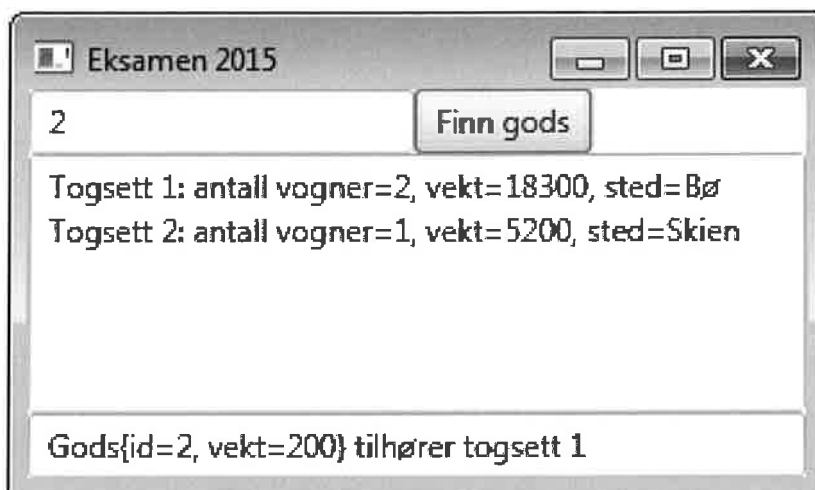 Eksamen 2015
2 Finn gods
Togsett 1: antall vogner=2, vekt=18300, sted=Bø
Togsett 2: antall vogner=1, vekt=5200, sted=Skien
Gods{id=2, vekt=200} tilhører togsett 1